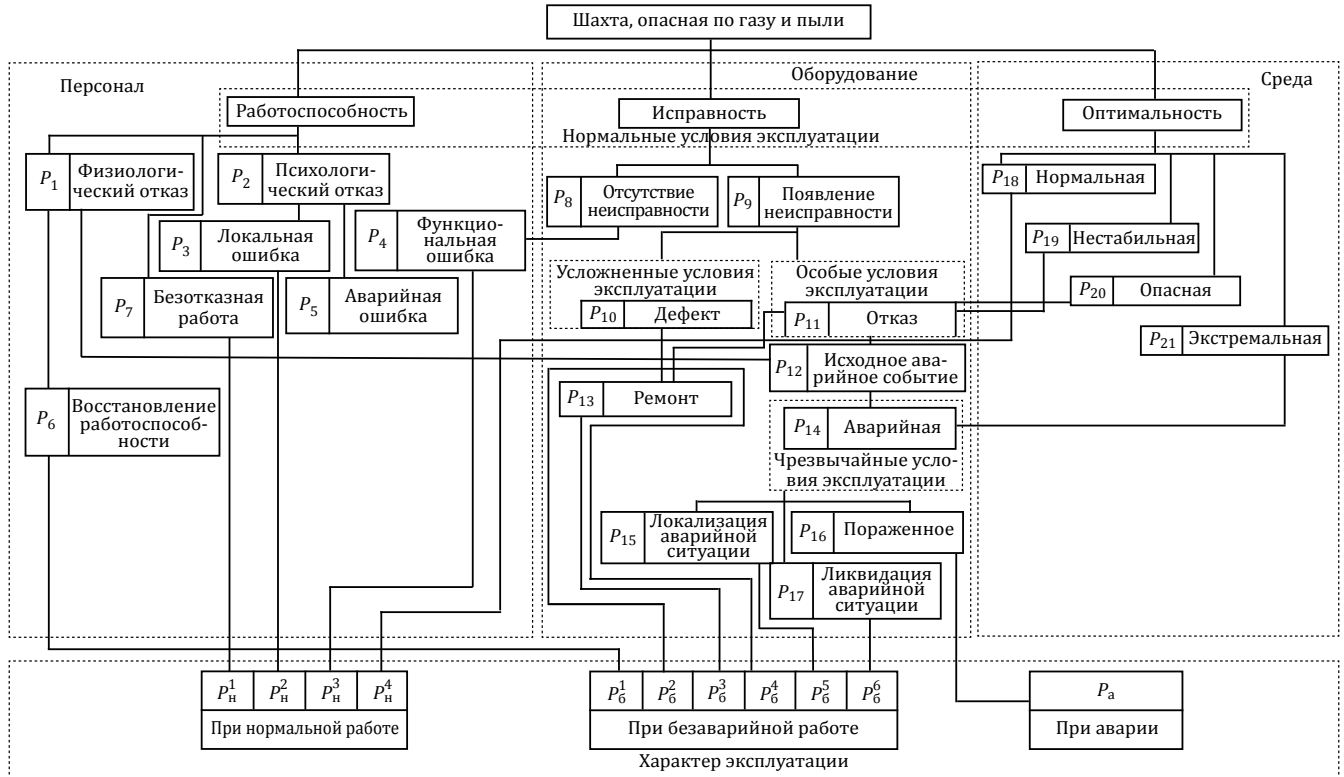 Шахта, опасная по газу и пыли
Персонал
Оборудование
Среда
Работоспособность
Исправность
Оптимальность
Нормальные условия эксплуатации
P1
Физиологи-
ческий отказ
P2
Психологи-
ческий отказ
P8
Отсутствие
неисправности
P9
Появление
неисправности
P18
Нормальная
P3
Локальная
ошибка
P4
Функцио-
нальная
ошибка
P19
Нестабильная
P7
Безотказная
работа
P5
Аварийная
ошибка
Усложненные условия
эксплуатации
P10
Дефект
Особые условия
эксплуатации
P11
Отказ
P20
Опасная
P21
Экстремальная
P12
Исходное ава-
рийное событие
P6
Восстановление
работоспособ-
ности
P13
Ремонт
P14
Аварийная
Чрезвычайные усло-
вия эксплуатации
P15
Локализация
аварийной
ситуации
P16
Пораженное
P17
Ликвидация
аварийной
ситуации
P¹н P²н P³н P⁴н
При нормальной работе
P¹б P²б P³б P⁴б P⁵б P⁶б
При безаварийной работе
Pа
При аварии
Характер эксплуатации